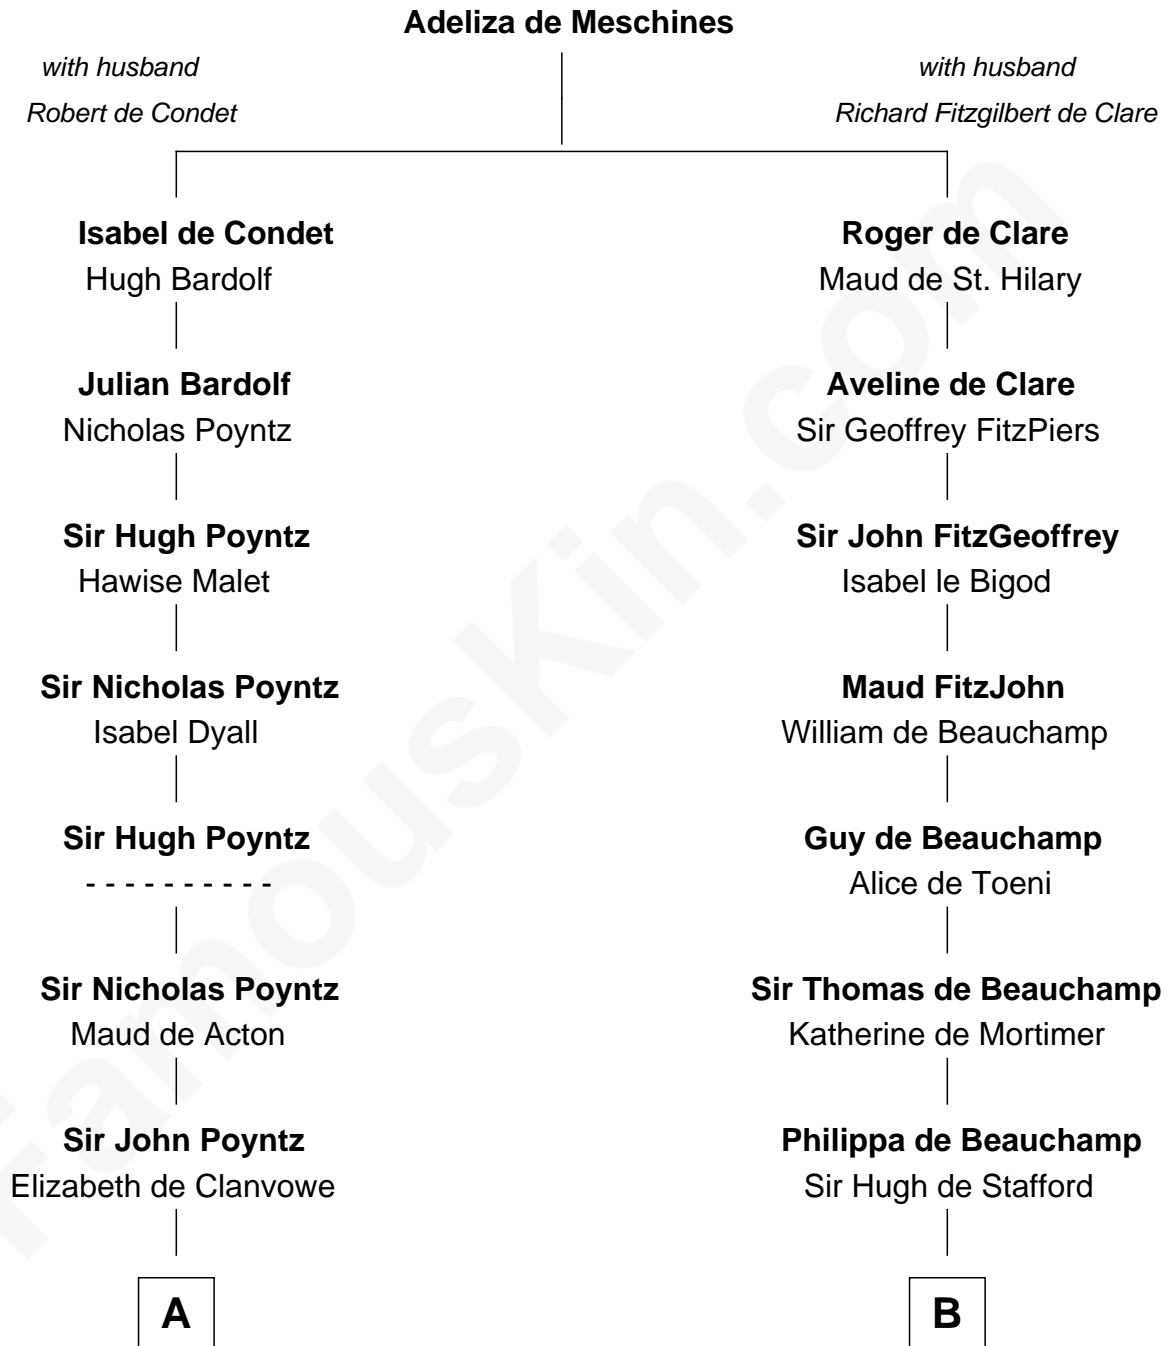 Adeliza de Meschines
with husband
Robert de Condet
with husband
Richard Fitzgilbert de Clare
Isabel de Condet
Hugh Bardolf
Roger de Clare
Maud de St. Hilary
Julian Bardolf
Nicholas Poyntz
Aveline de Clare
Sir Geoffrey FitzPiers
Sir Hugh Poyntz
Hawise Malet
Sir John FitzGeoffrey
Isabel le Bigod
Sir Nicholas Poyntz
Isabel Dyall
Maud FitzJohn
William de Beauchamp
Sir Hugh Poyntz
- - - - - - - - - -
Guy de Beauchamp
Alice de Toeni
Sir Nicholas Poyntz
Maud de Acton
Sir Thomas de Beauchamp
Katherine de Mortimer
Sir John Poyntz
Elizabeth de Clanvowe
Philippa de Beauchamp
Sir Hugh de Stafford
A
B
FamousKin.com